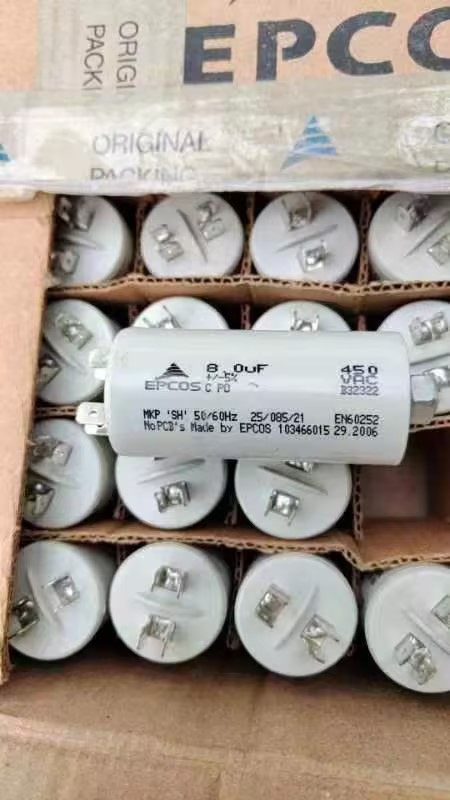 ORIGI
PACKI
EPCO
ORIGINAL
PACKING
8.0uF
+/-5%
EPCOS C PO
450
VAC
B32322
MKP 'SH' 50/60Hz 25/085/21 EN60252
NoPCB's Made by EPCOS 103466015 29.2006